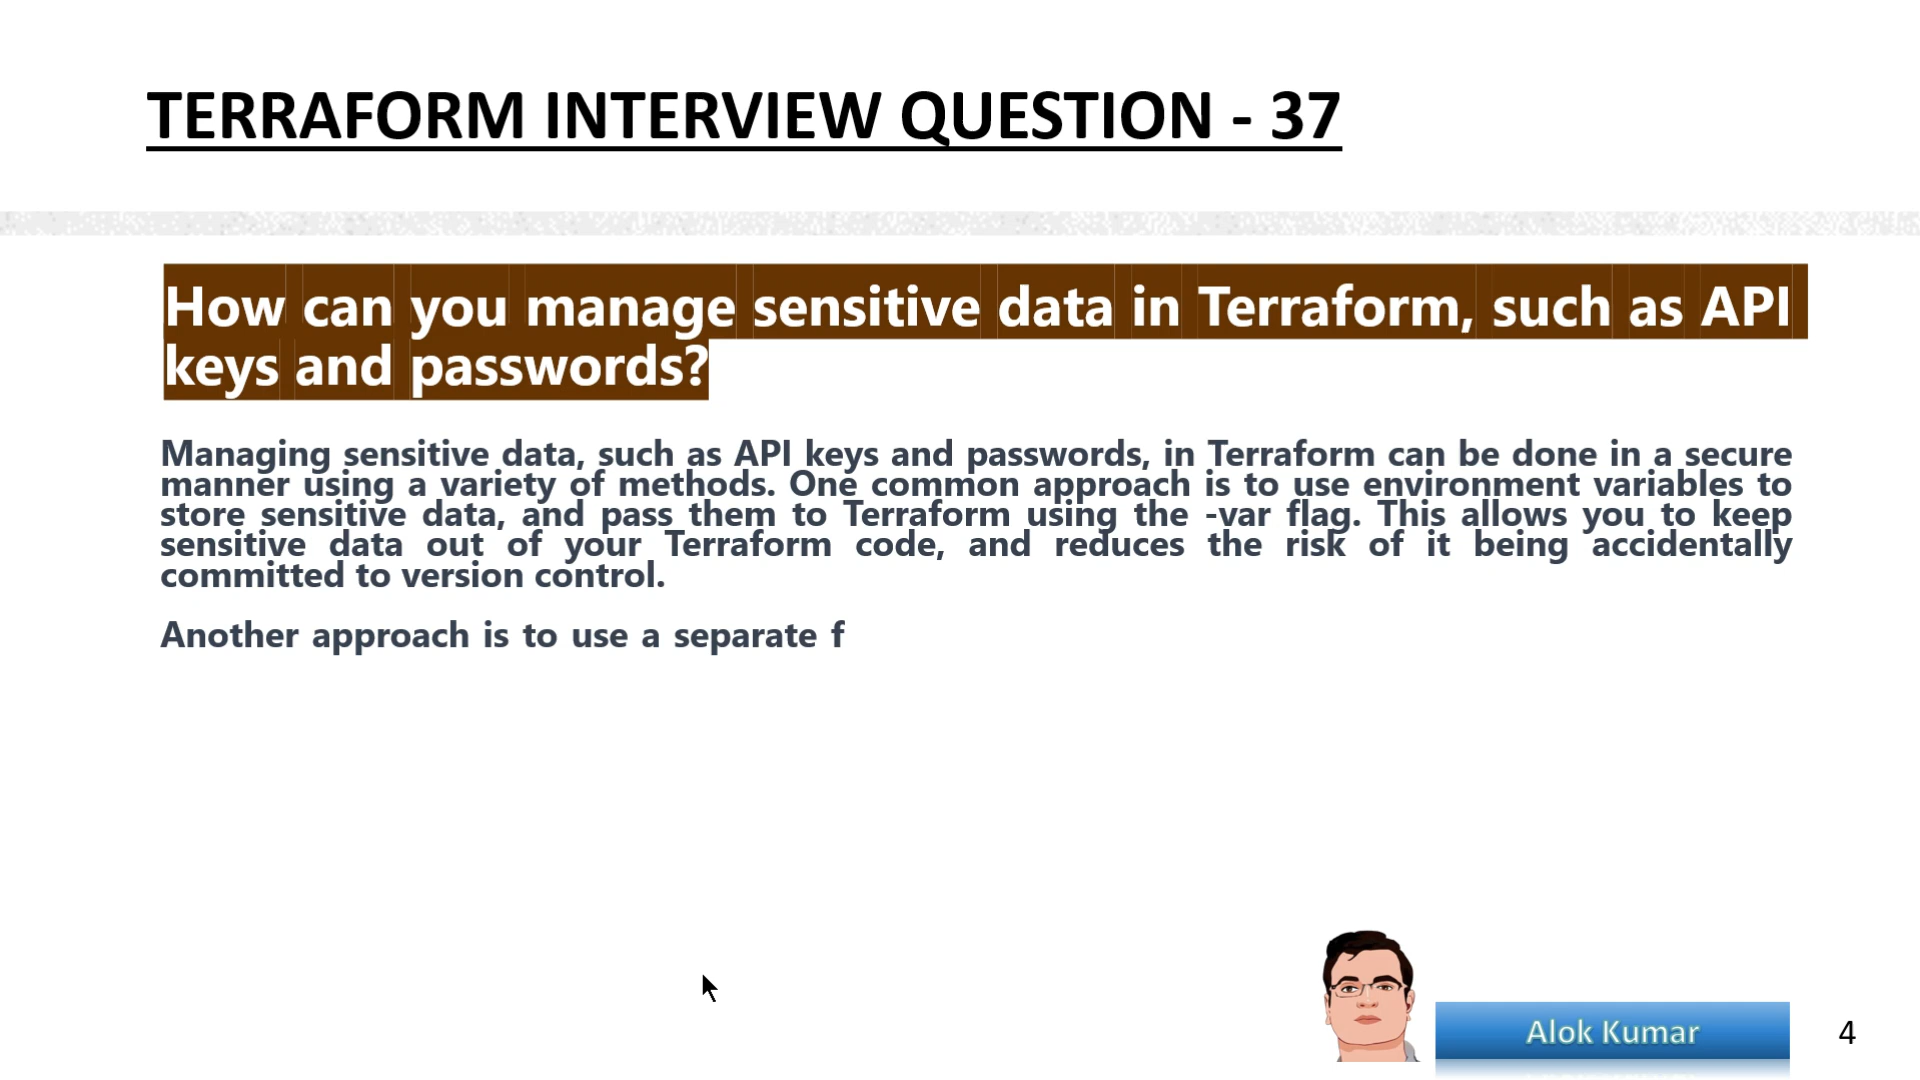 TERRAFORM INTERVIEW QUESTION - 37
How can you manage sensitive data in Terraform, such as API
keys and passwords?
Managing sensitive data, such as API keys and passwords, in Terraform can be done in a secure
manner using a variety of methods. One common approach is to use environment variables to
store sensitive data, and pass them to Terraform using the -var flag. This allows you to keep
sensitive data out of your Terraform code, and reduces the risk of it being accidentally
committed to version control.
Another approach is to use a separate f
Alok Kumar
4